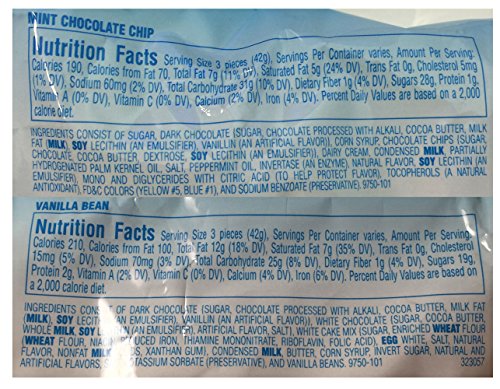 MINT CHOCOLATE CHIP
Nutrition Facts Serving Size 3 pieces (42g), Servings Per Container varies, Amount Per Serving:
Calories 190, Calories from Fat 70, Total Fat 7g (11% DV), Saturated Fat 5g (24% DV), Trans Fat 0g, Cholesterol 5mg
(1% DV), Sodium 60mg (2% DV), Total Carbohydrate 31g (10% DV), Dietary Fiber 1g (4% DV), Sugars 28g, Protein 1g,
Vitamin A (0% DV), Vitamin C (0% DV), Calcium (2% DV), Iron (4% DV). Percent Daily Values are based on a 2,000
calorie diet.
INGREDIENTS CONSIST OF SUGAR, DARK CHOCOLATE (SUGAR, CHOCOLATE PROCESSED WITH ALKALI, COCOA BUTTER, MILK
FAT (MILK), SOY LECITHIN (AN EMULSIFIER), VANILLIN (AN ARTIFICIAL FLAVOR)), CORN SYRUP, CHOCOLATE CHIPS (SUGAR,
CHOCOLATE, COCOA BUTTER, DEXTROSE, SOY LECITHIN (AN EMULSIFIER)), DAIRY CREAM, CONDENSED MILK, PARTIALLY
HYDROGENATED PALM KERNEL OIL, SALT, PEPPERMINT OIL, INVERTASE (AN ENZYME), NATURAL FLAVOR, SOY LECITHIN (AN
EMULSIFIER), MONO AND DIGLYCERIDES WITH CITRIC ACID (TO HELP PROTECT FLAVOR), TOCOPHEROLS (A NATURAL
ANTIOXIDANT), FD&C COLORS (YELLOW #5, BLUE #1), AND SODIUM BENZOATE (PRESERVATIVE). 9750-101
VANILLA BEAN
Nutrition Facts Serving Size 3 pieces (42g), Servings Per Container varies, Amount Per Serving:
Calories 210, Calories from Fat 100, Total Fat 12g (18% DV), Saturated Fat 7g (35% DV), Trans Fat 0g, Cholesterol
15mg (5% DV), Sodium 70mg (3% DV), Total Carbohydrate 25g (8% DV), Dietary Fiber 1g (4% DV), Sugars 19g,
Protein 2g, Vitamin A (2% DV), Vitamin C (0% DV), Calcium (4% DV), Iron (6% DV). Percent Daily Values are based on
a 2,000 calorie diet.
INGREDIENTS CONSIST OF DARK CHOCOLATE (SUGAR, CHOCOLATE PROCESSED WITH ALKALI, COCOA BUTTER, MILK FAT
(MILK), SOY LECITHIN (AN EMULSIFIER), VANILLIN (AN ARTIFICIAL FLAVOR)), WHITE CHOCOLATE (SUGAR, COCOA BUTTER,
WHOLE MILK, SOY LECITHIN (AN EMULSIFIER), ARTIFICIAL FLAVOR, SALT), WHITE CAKE MIX (SUGAR, ENRICHED WHEAT FLOUR
(WHEAT FLOUR, REDUCED IRON, THIAMINE MONONITRATE, RIBOFLAVIN, FOLIC ACID), EGG WHITE, SALT, NATURAL
FLAVOR, NONFAT MILK XANTHAN GUM), CONDENSED MILK, BUTTER, CORN SYRUP, INVERT SUGAR, NATURAL AND
ARTIFICIAL FLAVORS, SORBATE (PRESERVATIVE), AND VANILLA BEANS. 9750-101 323057